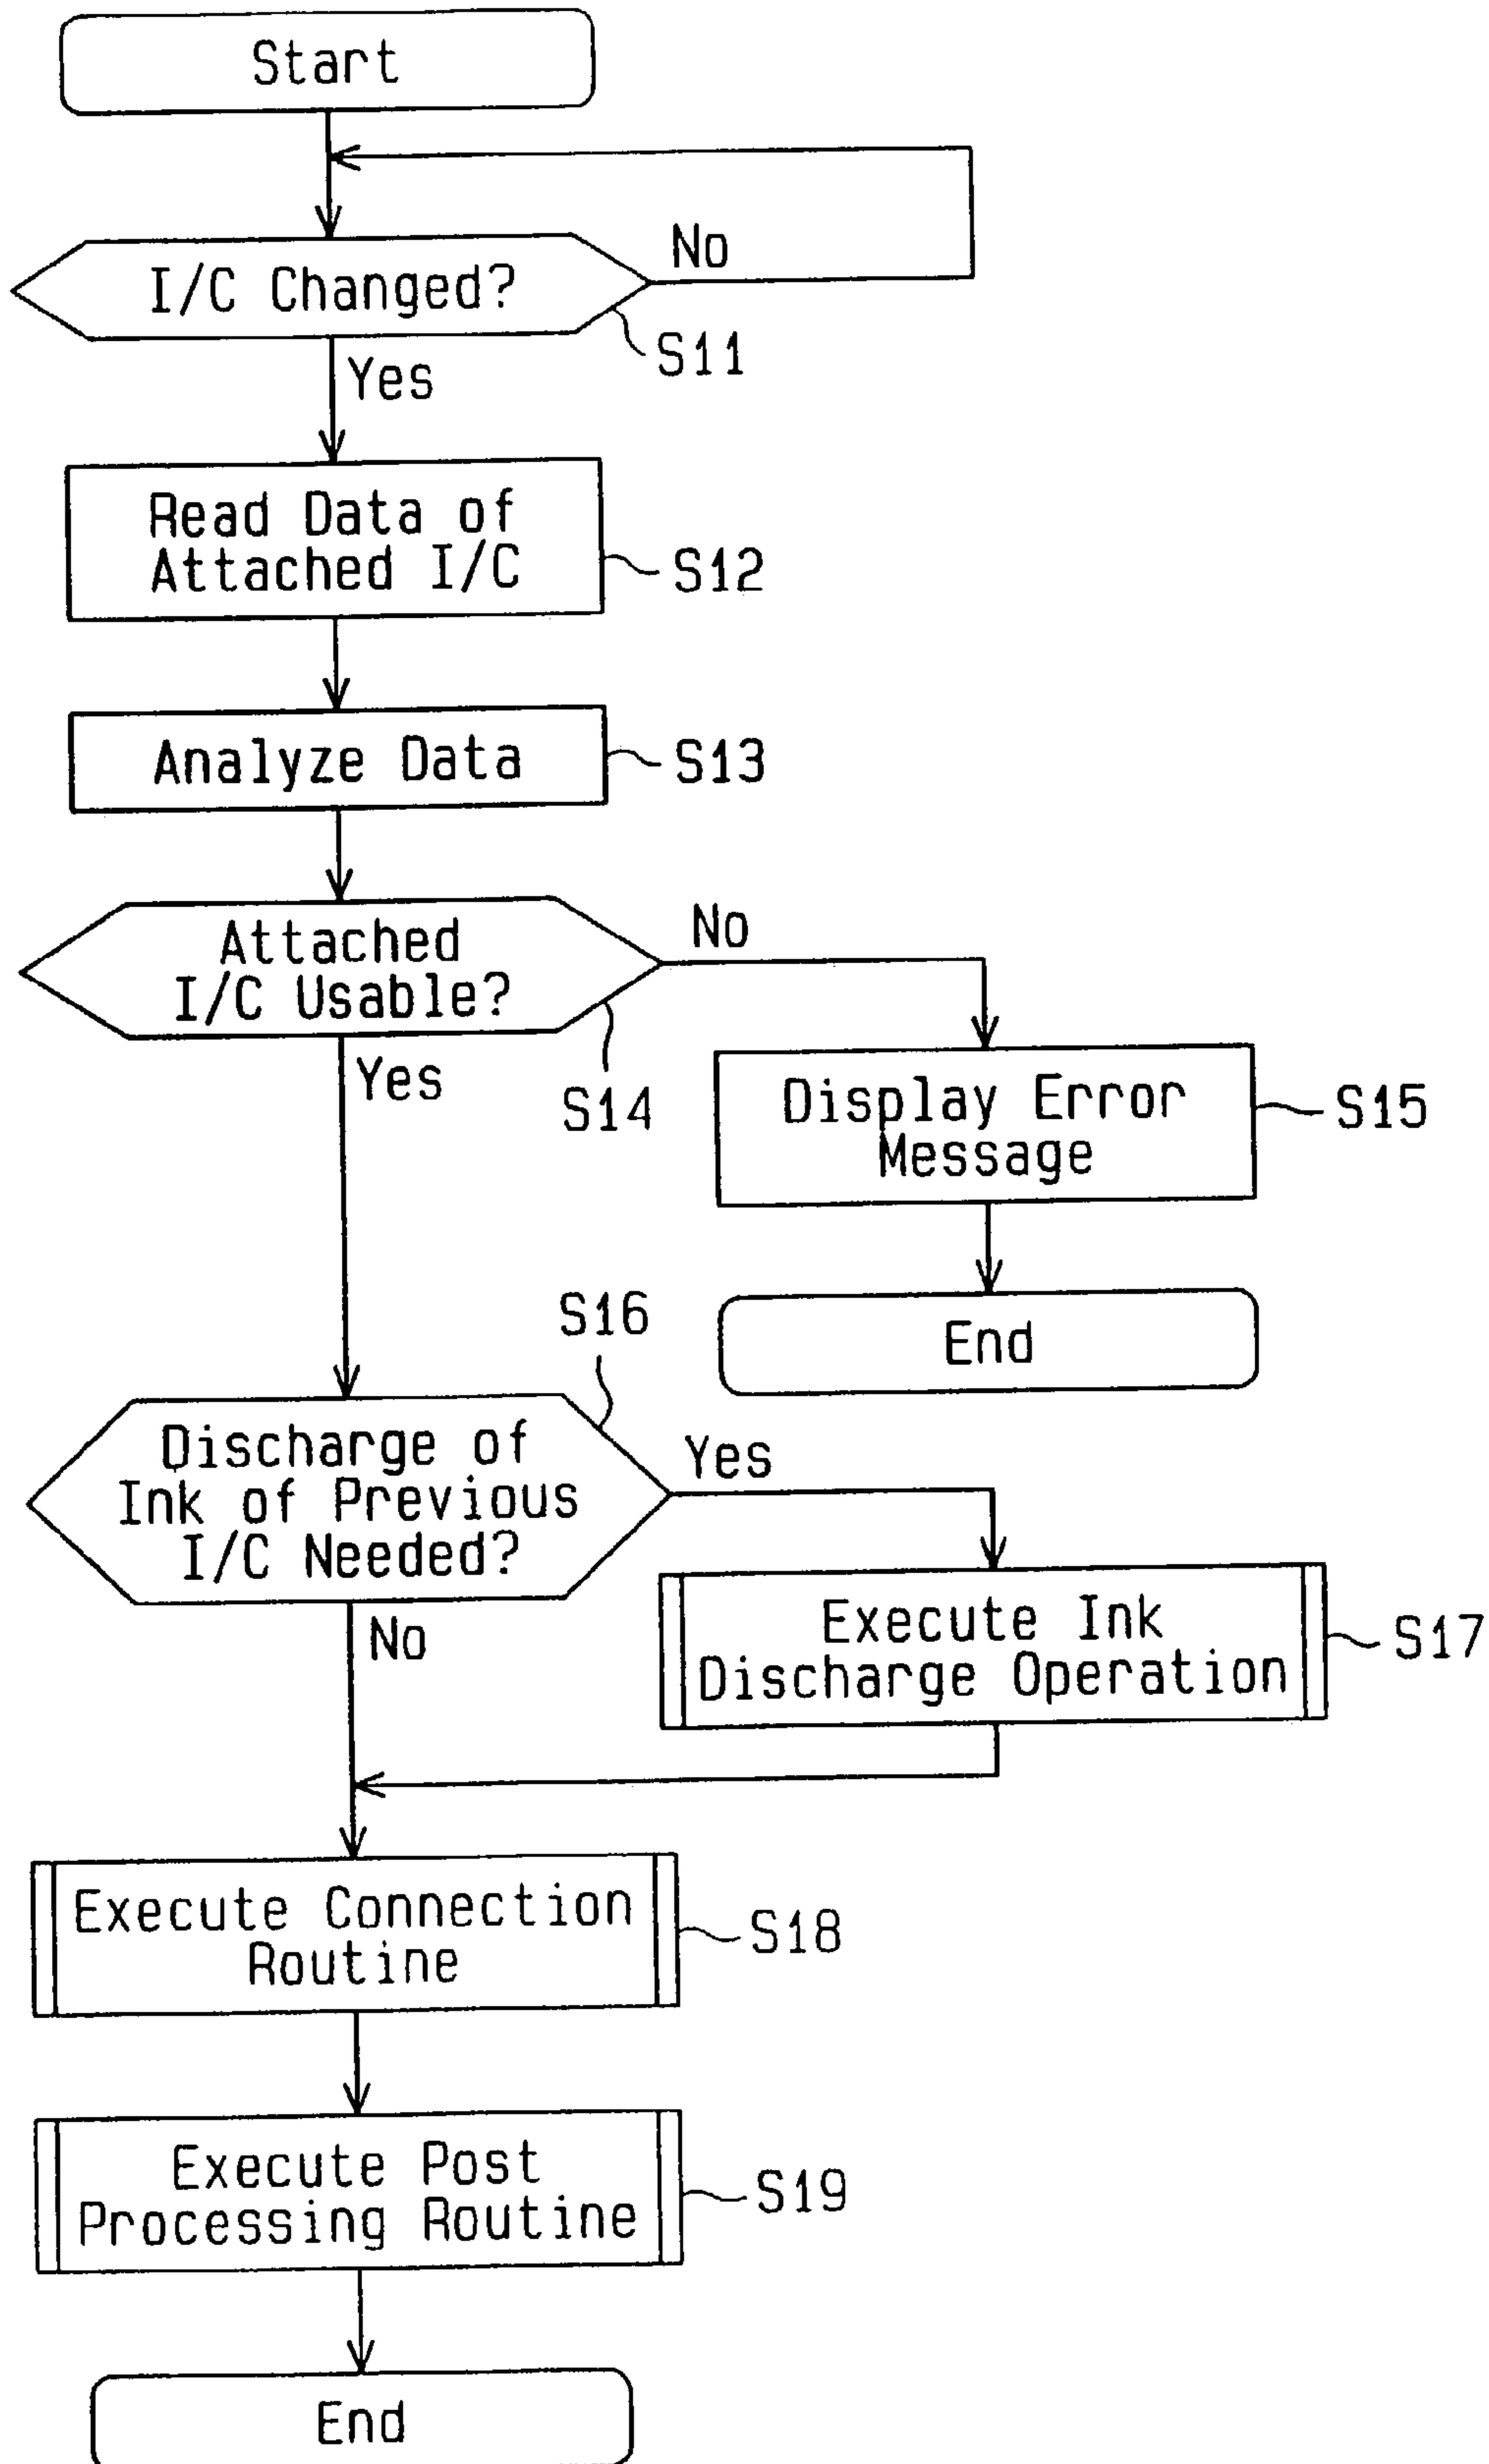 Start
No
I/C Changed?
S11
Yes
Read Data of
Attached I/C
S12
Analyze Data
S13
Attached
I/C Usable?
No
Yes
S14
Display Error
Message
S15
End
S16
Discharge of
Ink of Previous
I/C Needed?
Yes
No
Execute Ink
Discharge Operation
S17
Execute Connection
Routine
S18
Execute Post
Processing Routine
S19
End